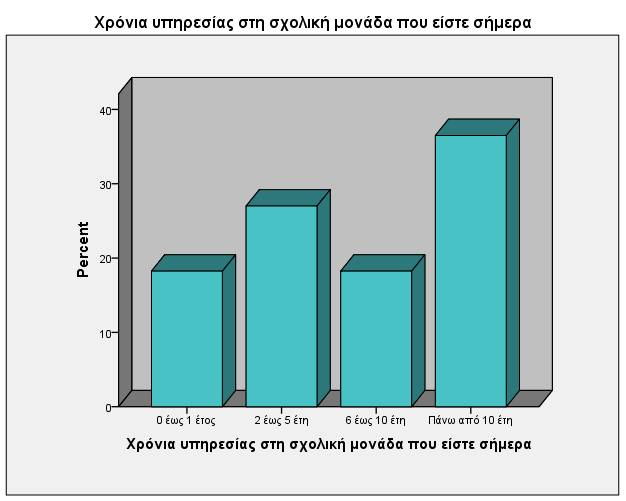 Χρόνια υπηρεσίας στη σχολική μονάδα που είστε σήμερα
40
30
20
10
0
Percent
0 έως 1 έτος 2 έως 5 έτη 6 έως 10 έτη Πάνω από 10 έτη
Χρόνια υπηρεσίας στη σχολική μονάδα που είστε σήμερα